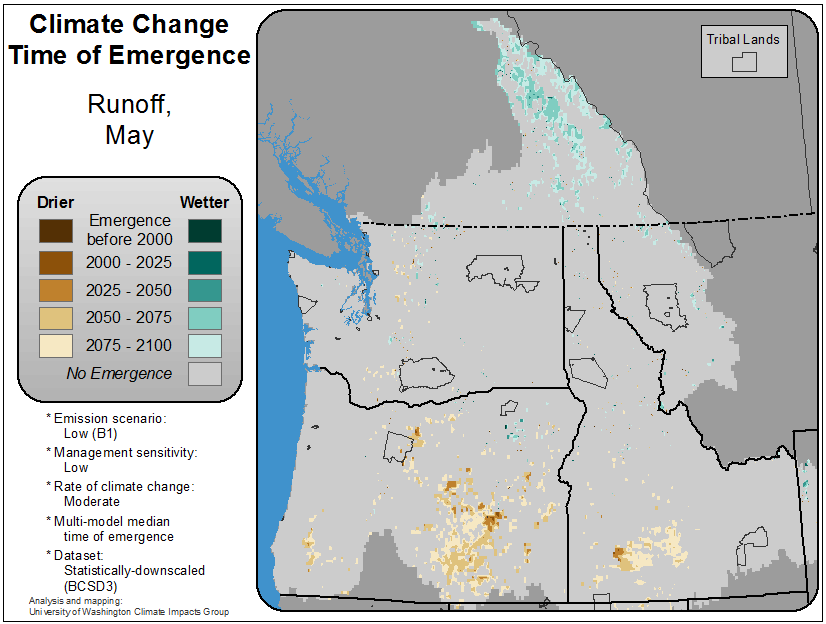 Climate Change
Time of Emergence
Runoff,
May
Drier
Wetter
Emergence
before 2000
2000 - 2025
2025 - 2050
2050 - 2075
2075 - 2100
No Emergence
* Emission scenario:
Low (B1)
* Management sensitivity:
Low
* Rate of climate change:
Moderate
* Multi-model median
time of emergence
* Dataset:
Statistically-downscaled
(BCSD3)
Analysis and mapping:
University of Washington Climate Impacts Group
Tribal Lands